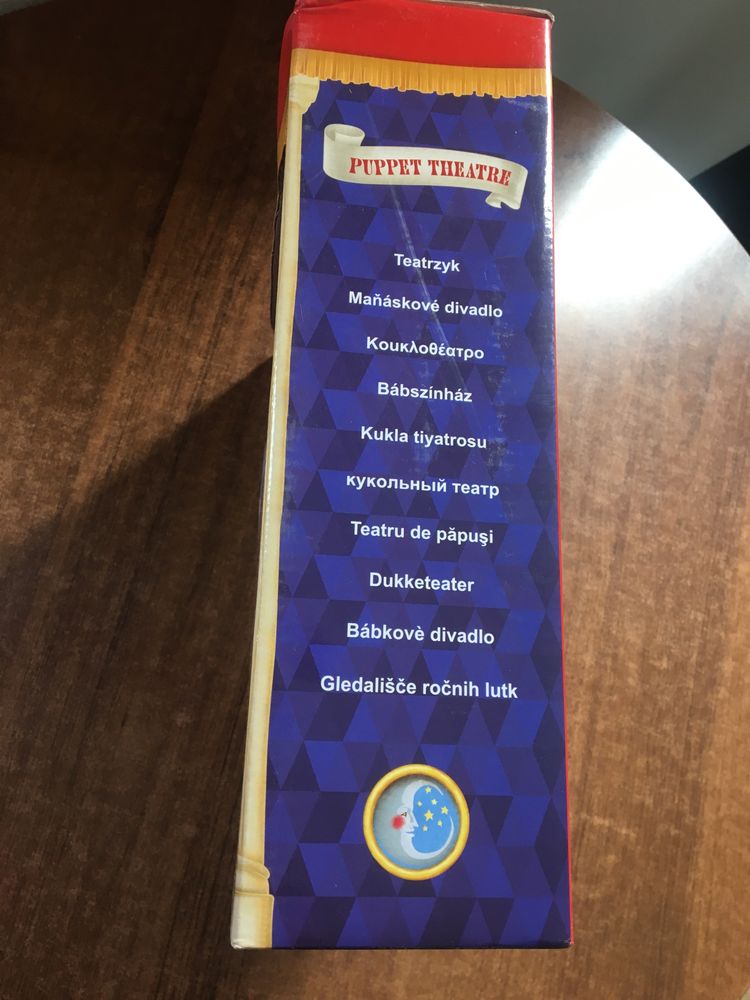 PUPPET THEATRE
Teatrzyk
Maňáskové divadlo
Κουκλοθέατρο
Bábszínház
Kukla tiyatrosu
кукольный театр
Teatru de păpuşi
Dukketeater
Bábkovè divadlo
Gledališče ročnih lutk